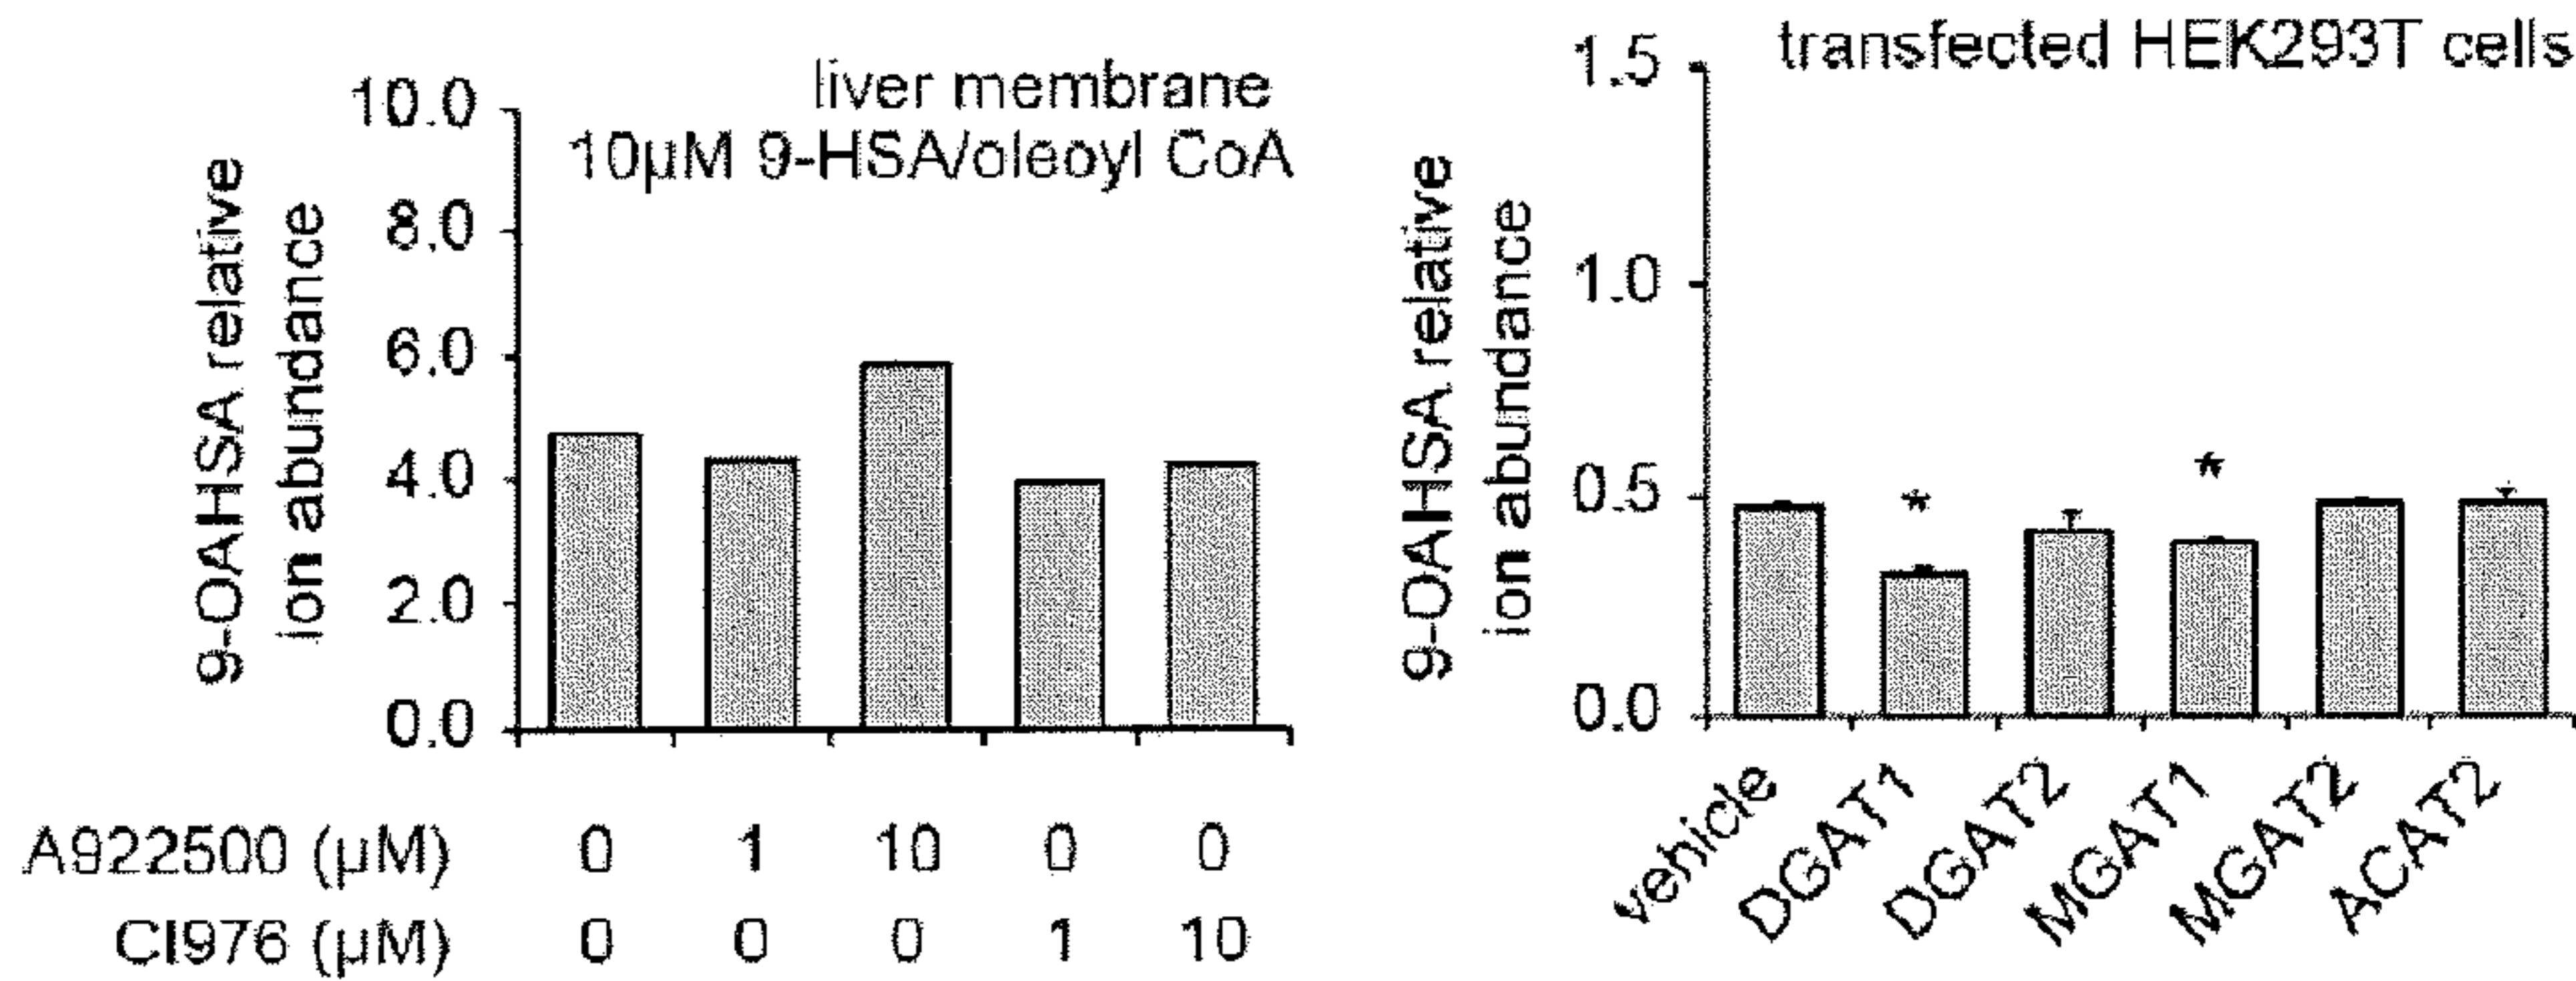 liver membrane
10µM 9-HSA/oleoyl CoA
9-OAHSA relative
ion abundance
10.0
8.0
6.0
4.0
2.0
0.0
A922500 (µM) 0 1 10 0 0
CI976 (µM) 0 0 0 1 10
transfected HEK293T cells
9-OAHSA relative
ion abundance
1.5
1.0
0.5
0.0
* *
vehicle
DGAT1
DGAT2
MGAT1
MGAT2
ACAT2